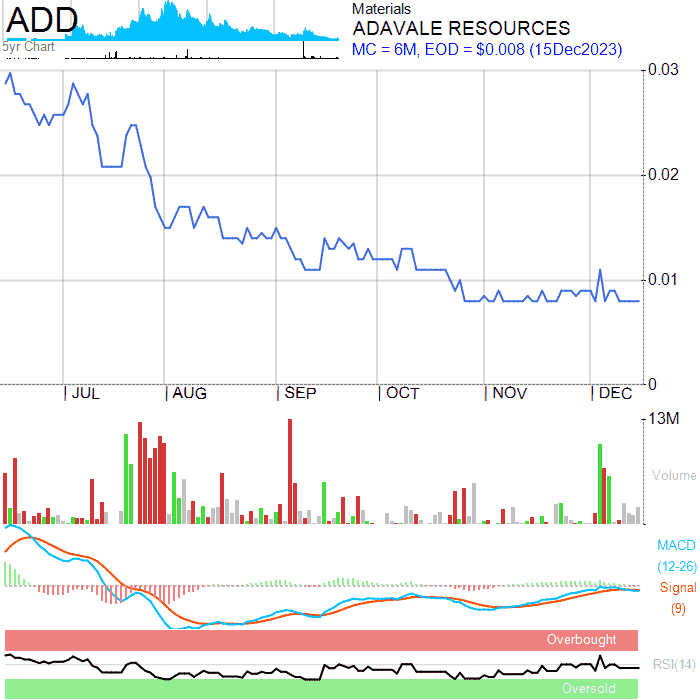 ADD
5yr Chart
Materials
ADAVALE RESOURCES
MC = 6M, EOD = $0.008 (15Dec2023)
0.03
0.02
0.01
0
JUL AUG SEP OCT NOV DEC
13M
Volume
MACD
(12-26)
Signal
(9)
Overbought
RSI(14)
Oversold